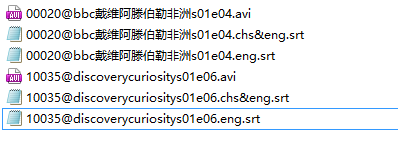 00020@bbc戴维阿滕伯勒非洲s01e04.avi
00020@bbc戴维阿滕伯勒非洲s01e04.chs&eng.srt
00020@bbc戴维阿滕伯勒非洲s01e04.eng.srt
10035@discoverycuriositys01e06.avi
10035@discoverycuriositys01e06.chs&eng.srt
10035@discoverycuriositys01e06.eng.srt